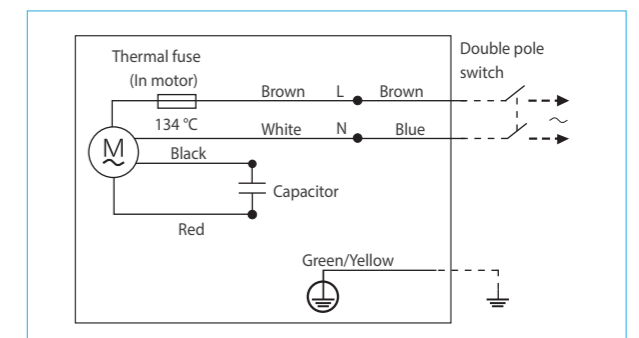 Thermal fuse
(In motor)
134 °C
Double pole
switch
Brown L Brown
White N Blue
M
Black
Capacitor
Red
Green/Yellow